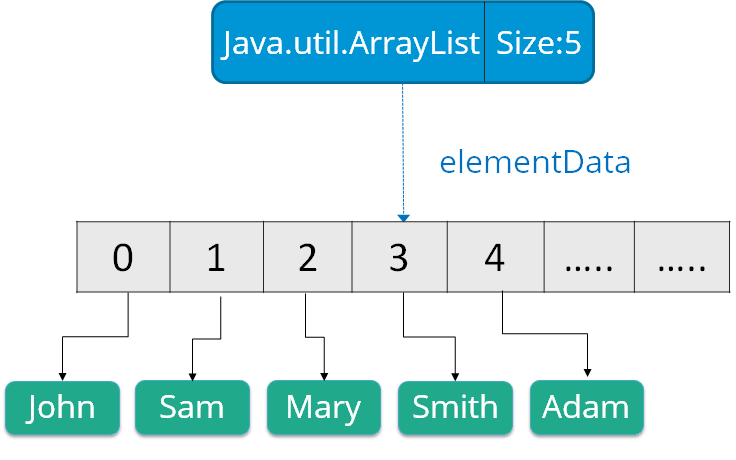 Java.util.ArrayList Size:5
elementData
0 1 2 3 4 ..... .....
John Sam Mary Smith Adam